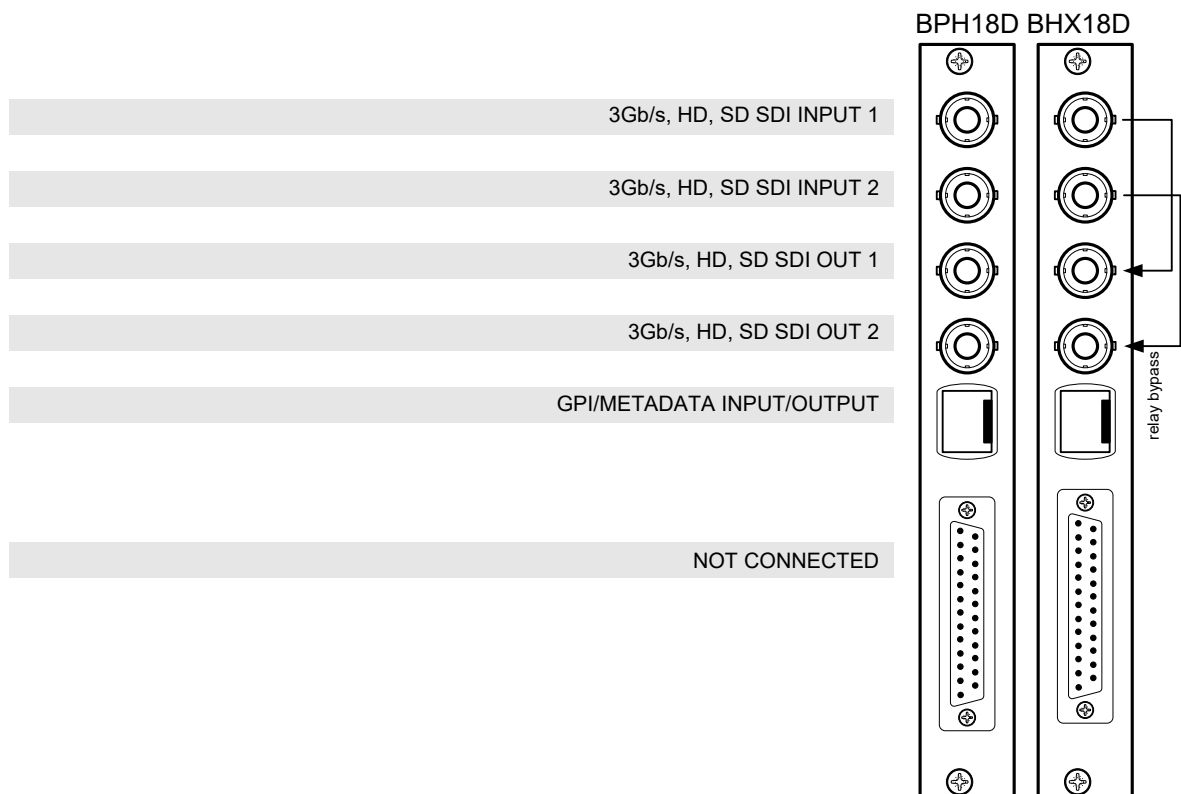 BPH18D BHX18D
3Gb/s, HD, SD SDI INPUT 1
3Gb/s, HD, SD SDI INPUT 2
3Gb/s, HD, SD SDI OUT 1
3Gb/s, HD, SD SDI OUT 2
relay bypass
GPI/METADATA INPUT/OUTPUT
NOT CONNECTED